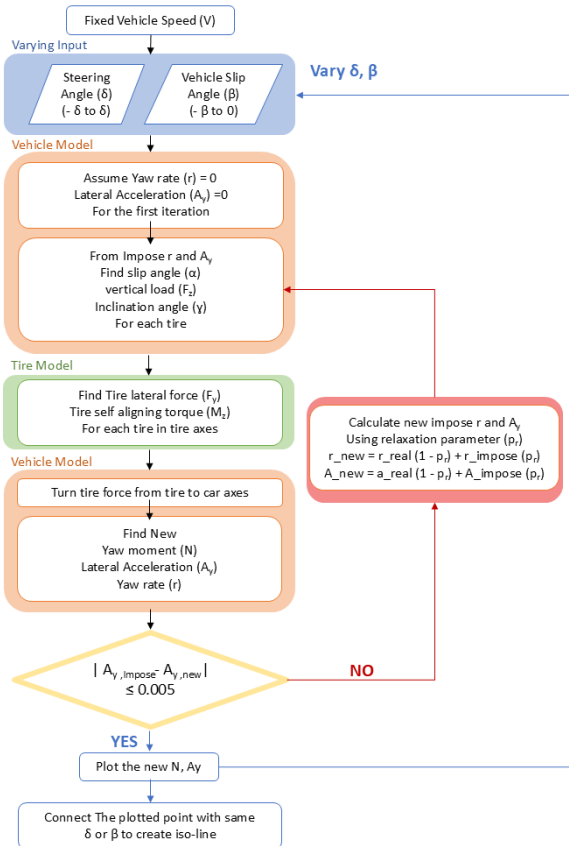 Fixed Vehicle Speed (V)
Varying Input
Steering
Angle (δ)
(- δ to δ)
Vehicle Slip
Angle (β)
(- β to 0)
Vary δ, β
Vehicle Model
Assume Yaw rate (r) = 0
Lateral Acceleration (Ay) =0
For the first iteration
From Impose r and Ay
Find slip angle (α)
vertical load (Fz)
Inclination angle (ɣ)
For each tire
Tire Model
Find Tire lateral force (Fy)
Tire self aligning torque (Mz)
For each tire in tire axes
Vehicle Model
Turn tire force from tire to car axes
Find New
Yaw moment (N)
Lateral Acceleration (Ay)
Yaw rate (r)
Calculate new impose r and Ay
Using relaxation parameter (pr)
r_new = r_real (1 - pr) + r_impose (pr)
A_new = a_real (1 - pr) + A_impose (pr)
| Ay ,Impose- Ay,new |
≤ 0.005
NO
YES
Plot the new N, Ay
Connect The plotted point with same
δ or β to create iso-line